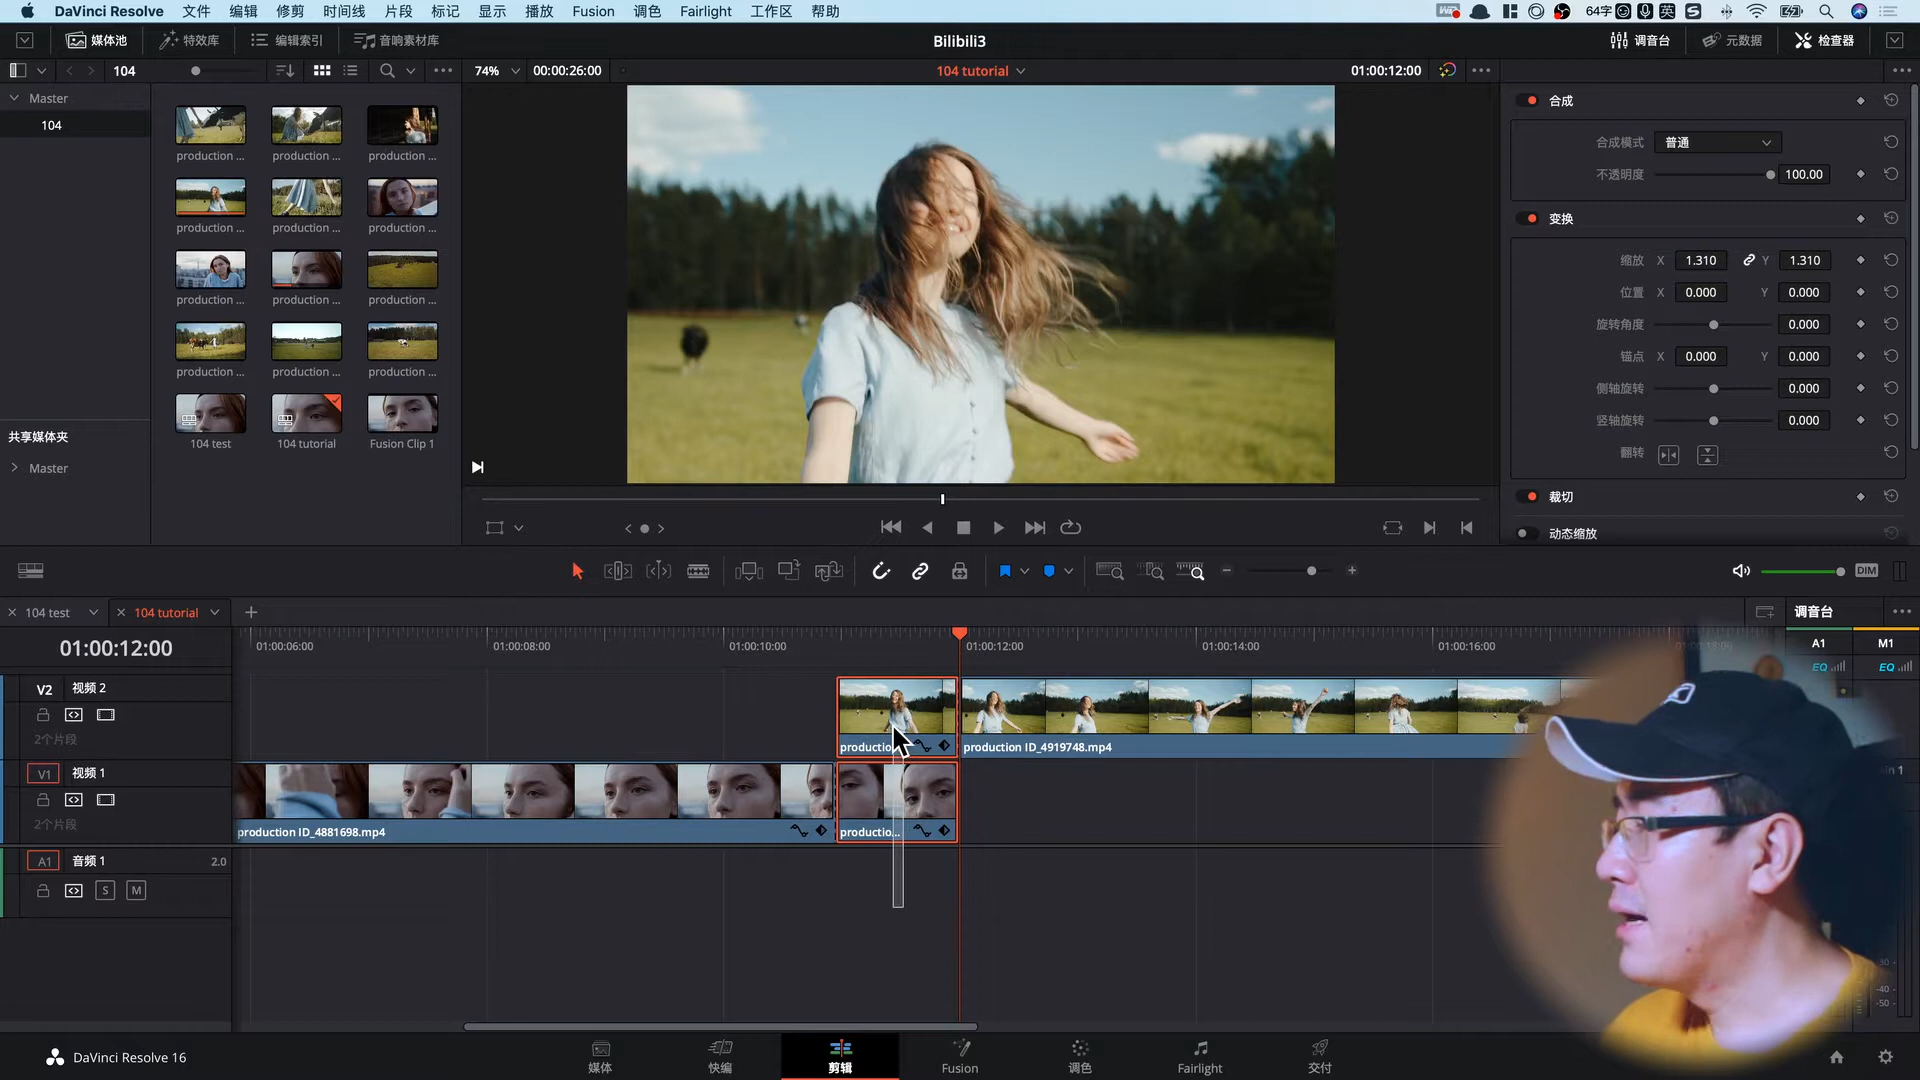 DaVinci Resolve 文件 编辑 修剪 时间线 片段 标记 显示 播放 Fusion 调色 Fairlight 工作区 帮助 64字 英
媒体池 特效库 编辑索引 音响素材库 Bilibili3 调音台 元数据 检查器
104 74% 00:00:26:00 104 tutorial 01:00:12:00
Master
104
production ... production ... production ...
production ... production ... production ...
production ... production ... production ...
production ... production ... production ...
104 test 104 tutorial Fusion Clip 1
共享媒体夹
Master
合成
合成模式 普通
不透明度 100.00
变换
缩放 X 1.310 Y 1.310
位置 X 0.000 Y 0.000
旋转角度 0.000
锚点 X 0.000 Y 0.000
侧轴旋转 0.000
竖轴旋转 0.000
翻转
裁切
动态缩放
DIM
104 test 104 tutorial 调音台
01:00:12:00 01:00:06:00 01:00:08:00 01:00:10:00 01:00:12:00 01:00:14:00 01:00:16:00 A1 M1
EQ EQ
V2 视频 2
2个片段
productio production ID_4919748.mp4
V1 视频 1
2个片段
production ID_4881698.mp4 productio...
A1 音频 1 2.0
S M
-40
-50
DaVinci Resolve 16 媒体 快编 剪辑 Fusion 调色 Fairlight 交付